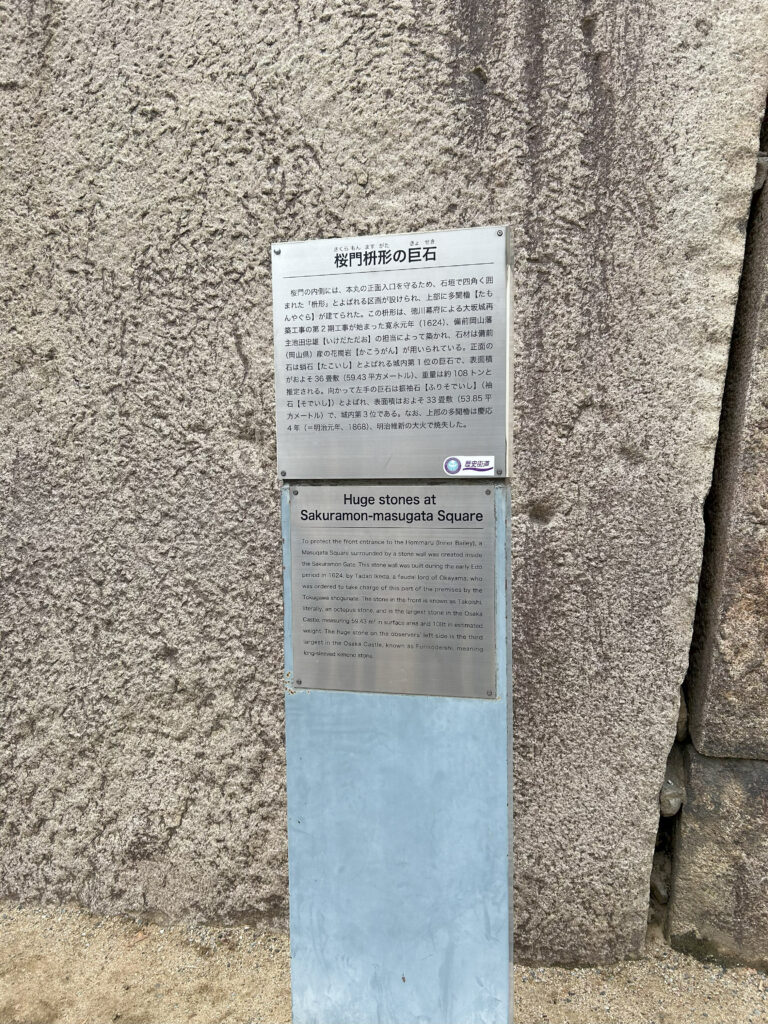 さくらもん ますがた きょせき
桜門枡形の巨石
桜門の内側には、本丸の正面入口を守るため、石垣で四角く囲
まれた「枡形」とよばれる区画が設けられ、上部に多聞櫓【たも
んやぐら】が建てられた。この枡形は、徳川幕府による大坂城再
築工事の第2期工事が始まった寛永元年(1624)、備前岡山藩
主池田忠雄【いけだただお】の担当によって築かれ、石材は備前
(岡山県)産の花崗岩【かこうがん】が用いられている。正面の
石は蛸石【たこいし】とよばれる城内第1位の巨石で、表面積
がおよそ36畳敷(59.43平方メートル)、重量は約108トンと
推定される。向かって左手の巨石は振袖石【ふりそでいし】(袖
石【そでいし】)とよばれ、表面積はおよそ33畳敷(53.85平
方メートル)で、城内第3位である。なお、上部の多聞櫓は慶応
4年(=明治元年、1868)、明治維新の大火で焼失した。
歴史街道
Huge stones at
Sakuramon-masugata Square
To protect the front entrance to the Hommaru (Inner Bailey), a
Masugata Square surrounded by a stone wall was created inside
the Sakuramon Gate. This stone wall was built during the early Edo
period in 1624, by Tadao Ikeda, a feudal lord of Okayama, who
was ordered to take charge of this part of the premises by the
Tokugawa shogunate. The stone in the front is known as Takoishi,
literally, an octopus stone, and is the largest stone in the Osaka
Castle, measuring 59.43 m² in surface area and 108t in estimated
weight. The huge stone on the observers' left side is the third
largest in the Osaka Castle, known as Furisodeishi, meaning
long-sleeved kimono stone.